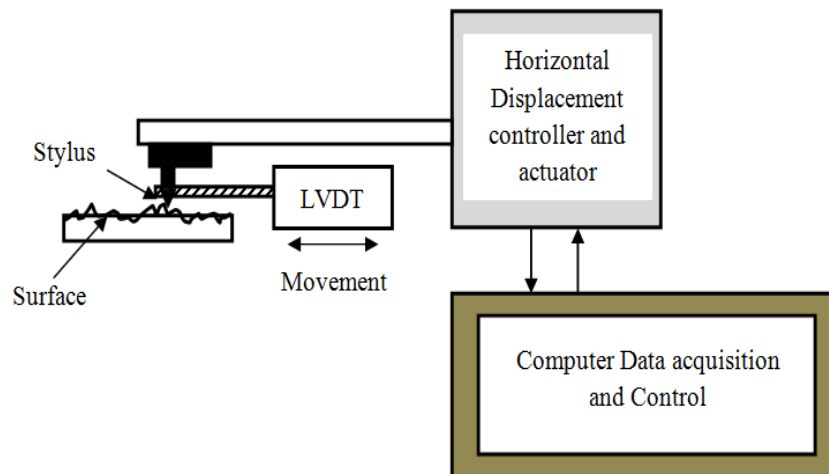 Horizontal
Displacement
controller and
actuator
Stylus
LVDT
Movement
Surface
Computer Data acquisition
and Control